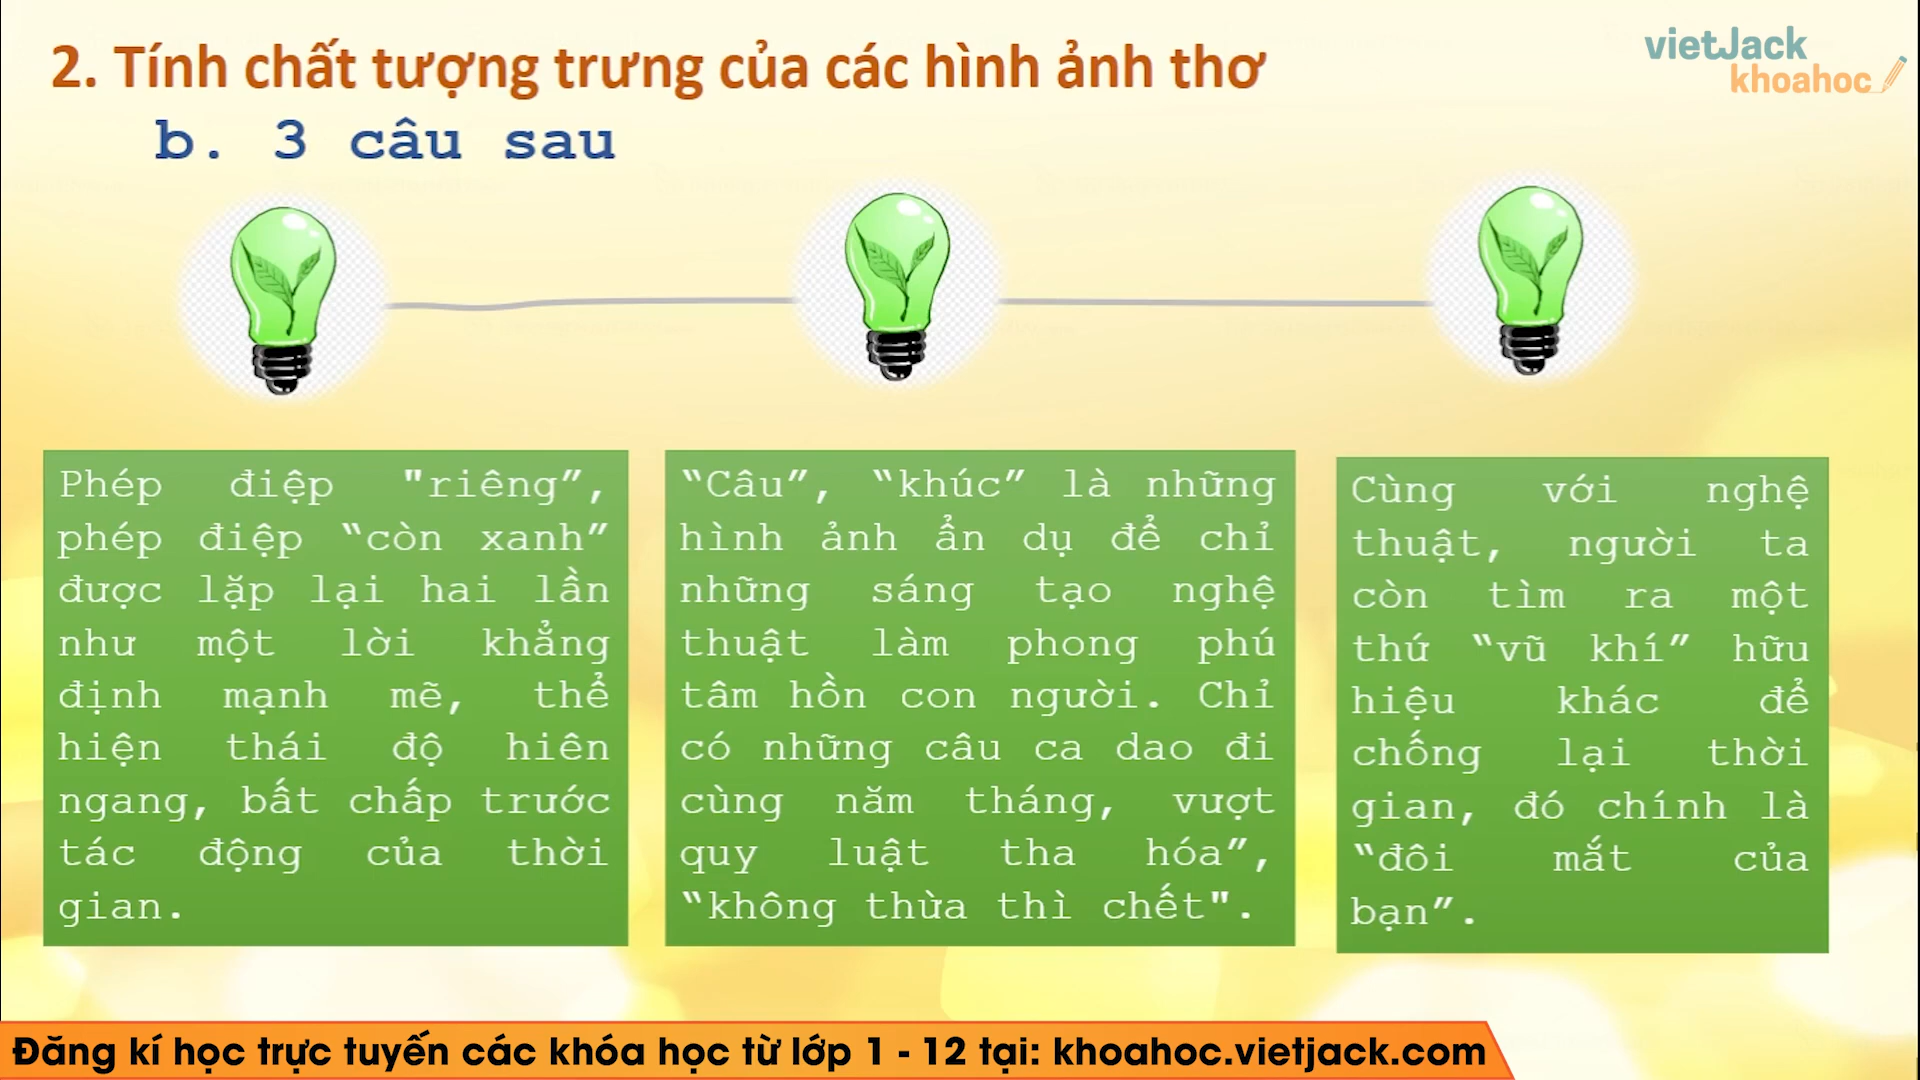 2. Tính chất tượng trưng của các hình ảnh thơ
vietJack
khoahoc
b. 3 câu sau
Phép điệp "riêng”,
phép điệp “còn xanh”
được lặp lại hai lần
như một lời khẳng
định mạnh mẽ, thể
hiện thái độ hiên
ngang, bất chấp trước
tác động của thời
gian.
“Câu”, “khúc” là những
hình ảnh ẩn dụ để chỉ
những sáng tạo nghệ
thuật làm phong phú
tâm hồn con người. Chỉ
có những câu ca dao đi
cùng năm tháng, vượt
quy luật tha hóa”,
“không thừa thì chết".
Cùng với nghệ
thuật, người ta
còn tìm ra một
thứ “vũ khí” hữu
hiệu khác để
chống lại thời
gian, đó chính là
“đôi mắt của
bạn”.
Đăng kí học trực tuyến các khóa học từ lớp 1 - 12 tại: khoahoc.vietjack.com